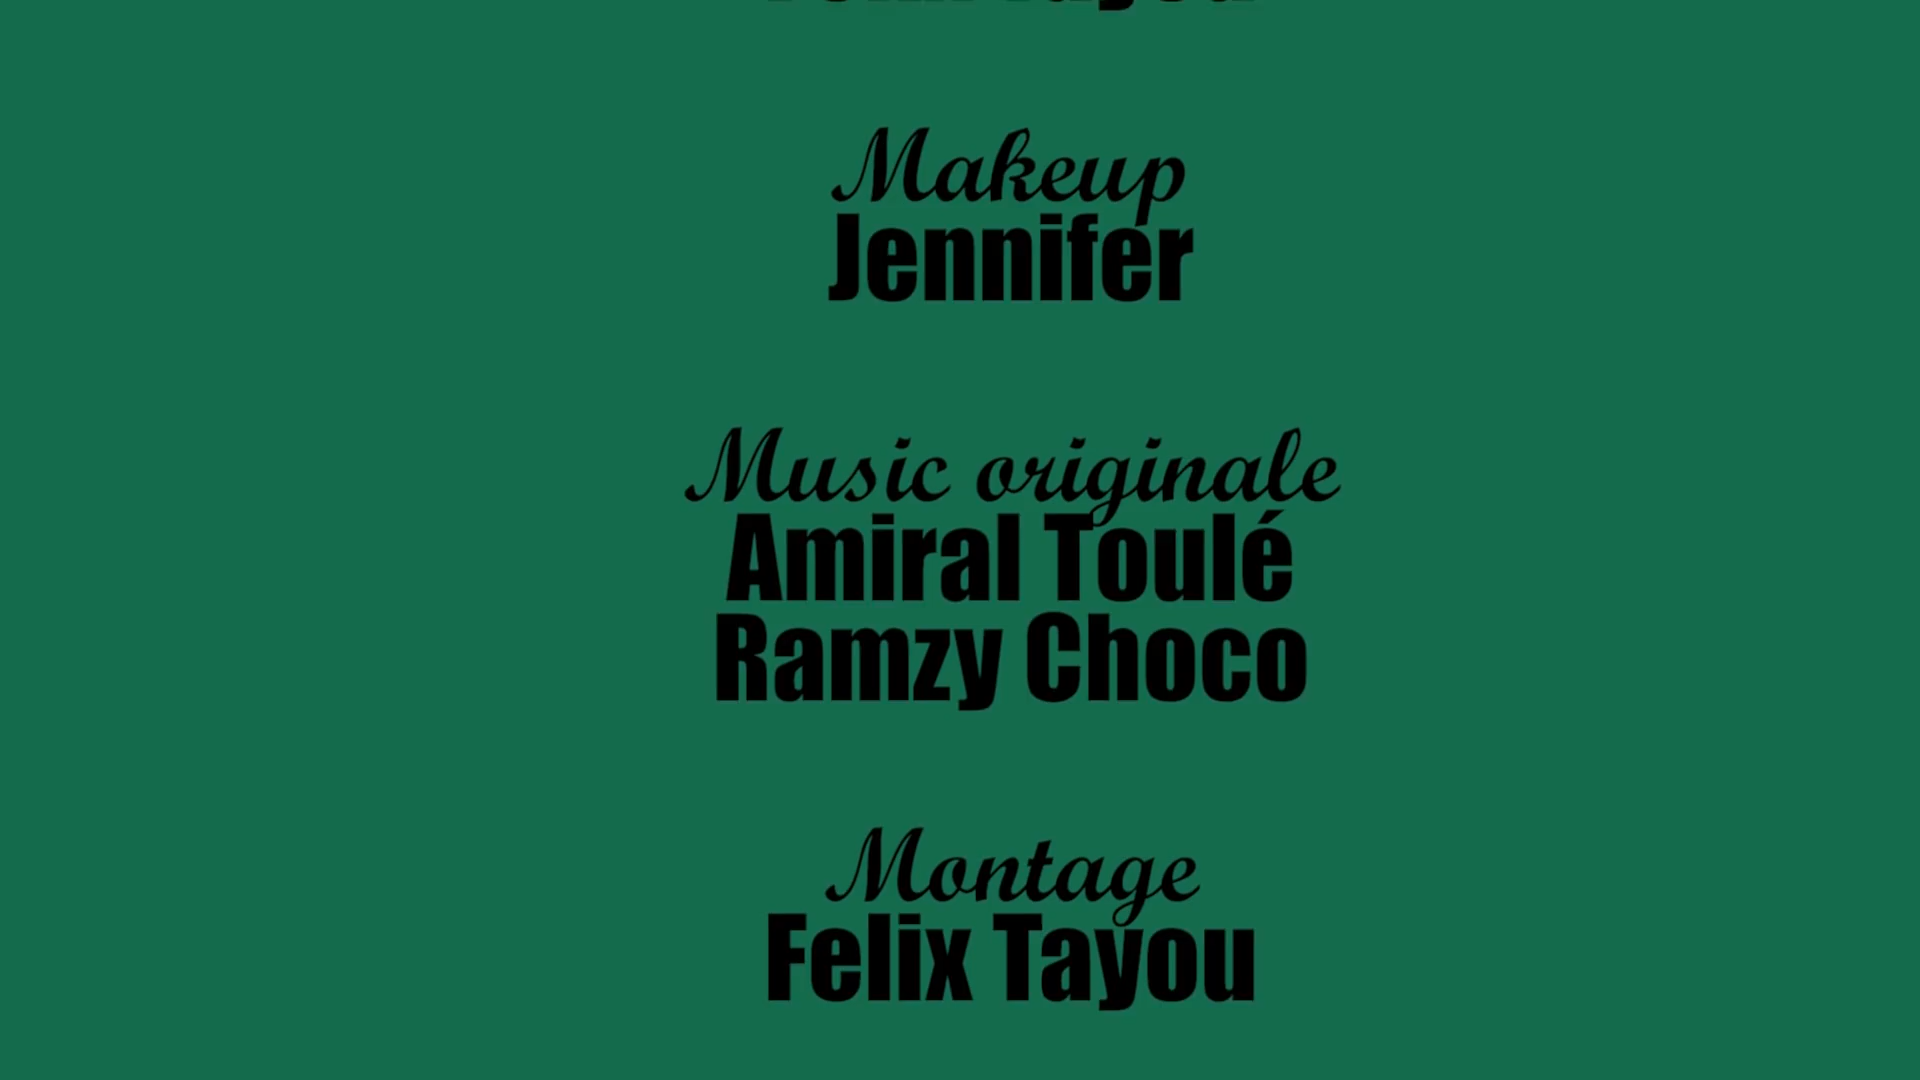 Makeup
Jennifer
Music originale
Amiral Toulé
Ramzy Choco
Montage
Felix Tayou